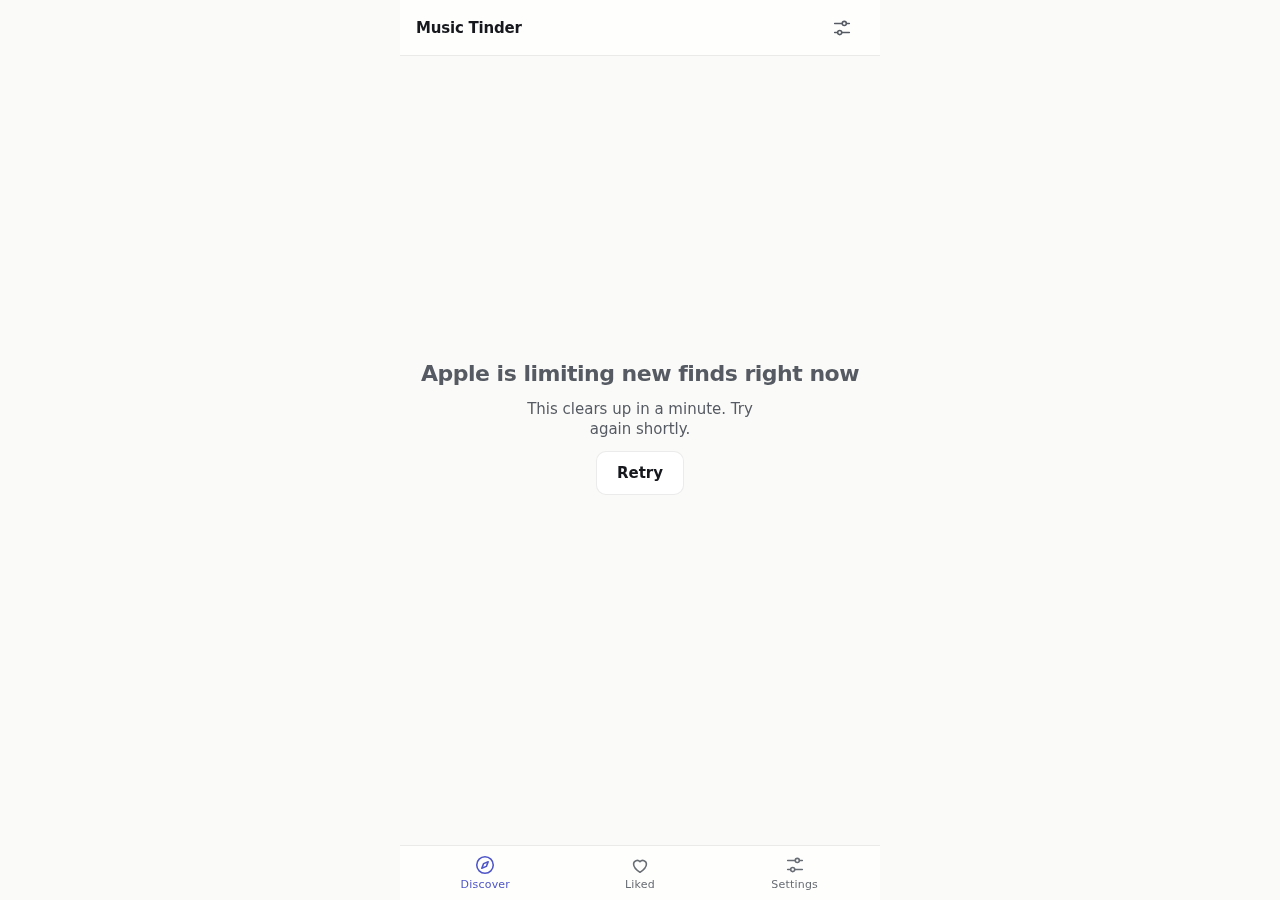 Music Tinder
Apple is limiting new finds right now
This clears up in a minute. Try
again shortly.
Retry
Discover
Liked
Settings